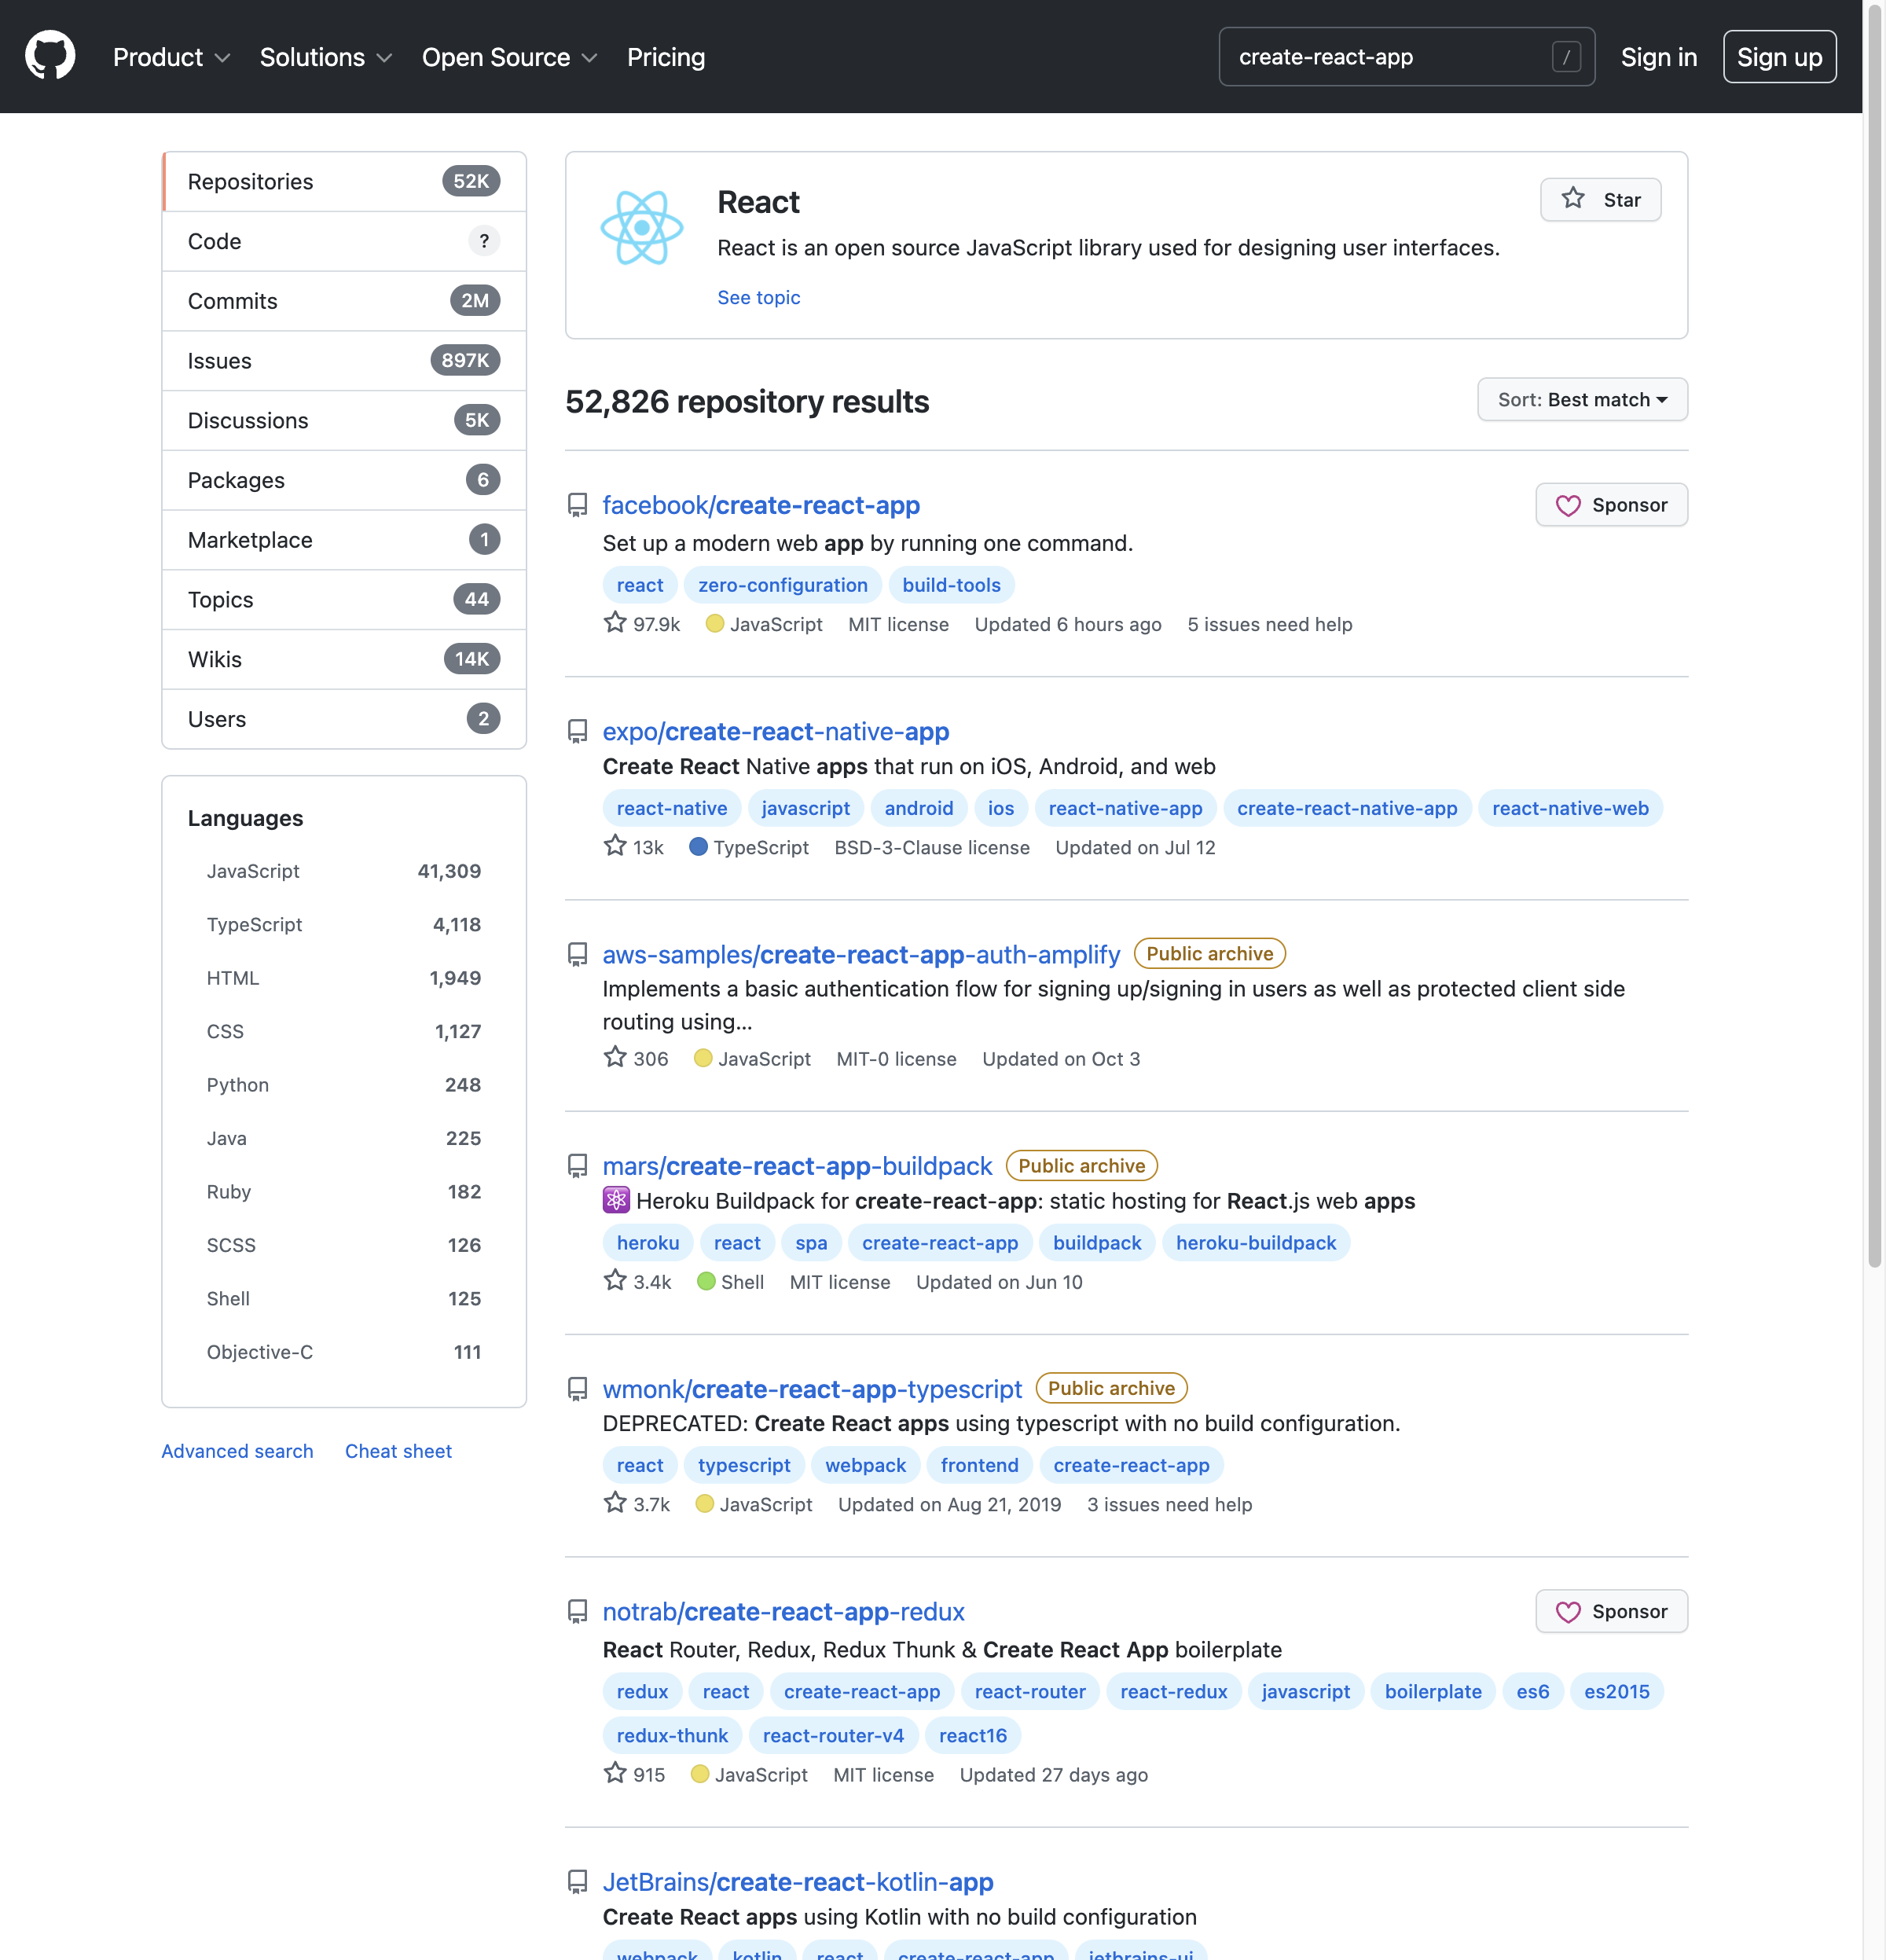 Product Solutions Open Source Pricing create-react-app / Sign in Sign up
Repositories 52K
Code ?
Commits 2M
Issues 897K
Discussions 5K
Packages 6
Marketplace 1
Topics 44
Wikis 14K
Users 2
Languages
JavaScript 41,309
TypeScript 4,118
HTML 1,949
CSS 1,127
Python 248
Java 225
Ruby 182
SCSS 126
Shell 125
Objective-C 111
Advanced search Cheat sheet
React
Star
React is an open source JavaScript library used for designing user interfaces.
See topic
52,826 repository results
Sort: Best match
facebook/create-react-app
Sponsor
Set up a modern web app by running one command.
react zero-configuration build-tools
97.9k JavaScript MIT license Updated 6 hours ago 5 issues need help
expo/create-react-native-app
Create React Native apps that run on iOS, Android, and web
react-native javascript android ios react-native-app create-react-native-app react-native-web
13k TypeScript BSD-3-Clause license Updated on Jul 12
aws-samples/create-react-app-auth-amplify Public archive
Implements a basic authentication flow for signing up/signing in users as well as protected client side
routing using...
306 JavaScript MIT-0 license Updated on Oct 3
mars/create-react-app-buildpack Public archive
⚛️ Heroku Buildpack for create-react-app: static hosting for React.js web apps
heroku react spa create-react-app buildpack heroku-buildpack
3.4k Shell MIT license Updated on Jun 10
wmonk/create-react-app-typescript Public archive
DEPRECATED: Create React apps using typescript with no build configuration.
react typescript webpack frontend create-react-app
3.7k JavaScript Updated on Aug 21, 2019 3 issues need help
notrab/create-react-app-redux
Sponsor
React Router, Redux, Redux Thunk & Create React App boilerplate
redux react create-react-app react-router react-redux javascript boilerplate es6 es2015
redux-thunk react-router-v4 react16
915 JavaScript MIT license Updated 27 days ago
JetBrains/create-react-kotlin-app
Create React apps using Kotlin with no build configuration
webpack kotlin react create-react-app jetbrains-ui